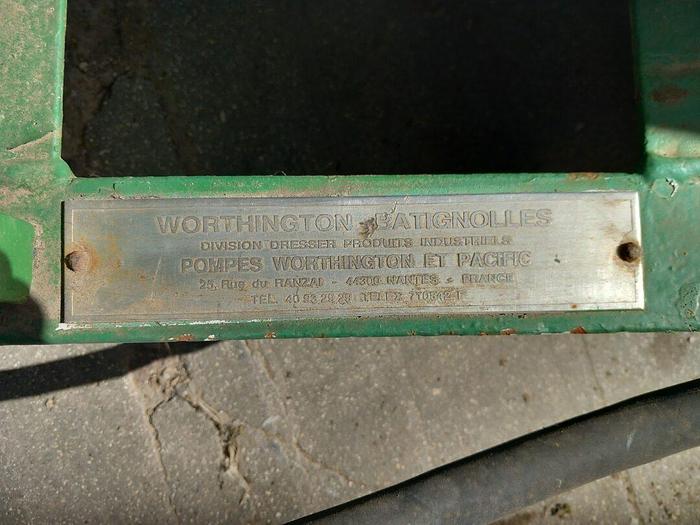 WORTHINGTON BATIGNOLLES
DIVISION DRESSER PRODUITS INDUSTRIELS
POMPES WORTHINGTON ET PACIFIC
25, Rue du RANZAI - 44300 NANTES - FRANCE
TEL. 40 93.29.29 TELEX